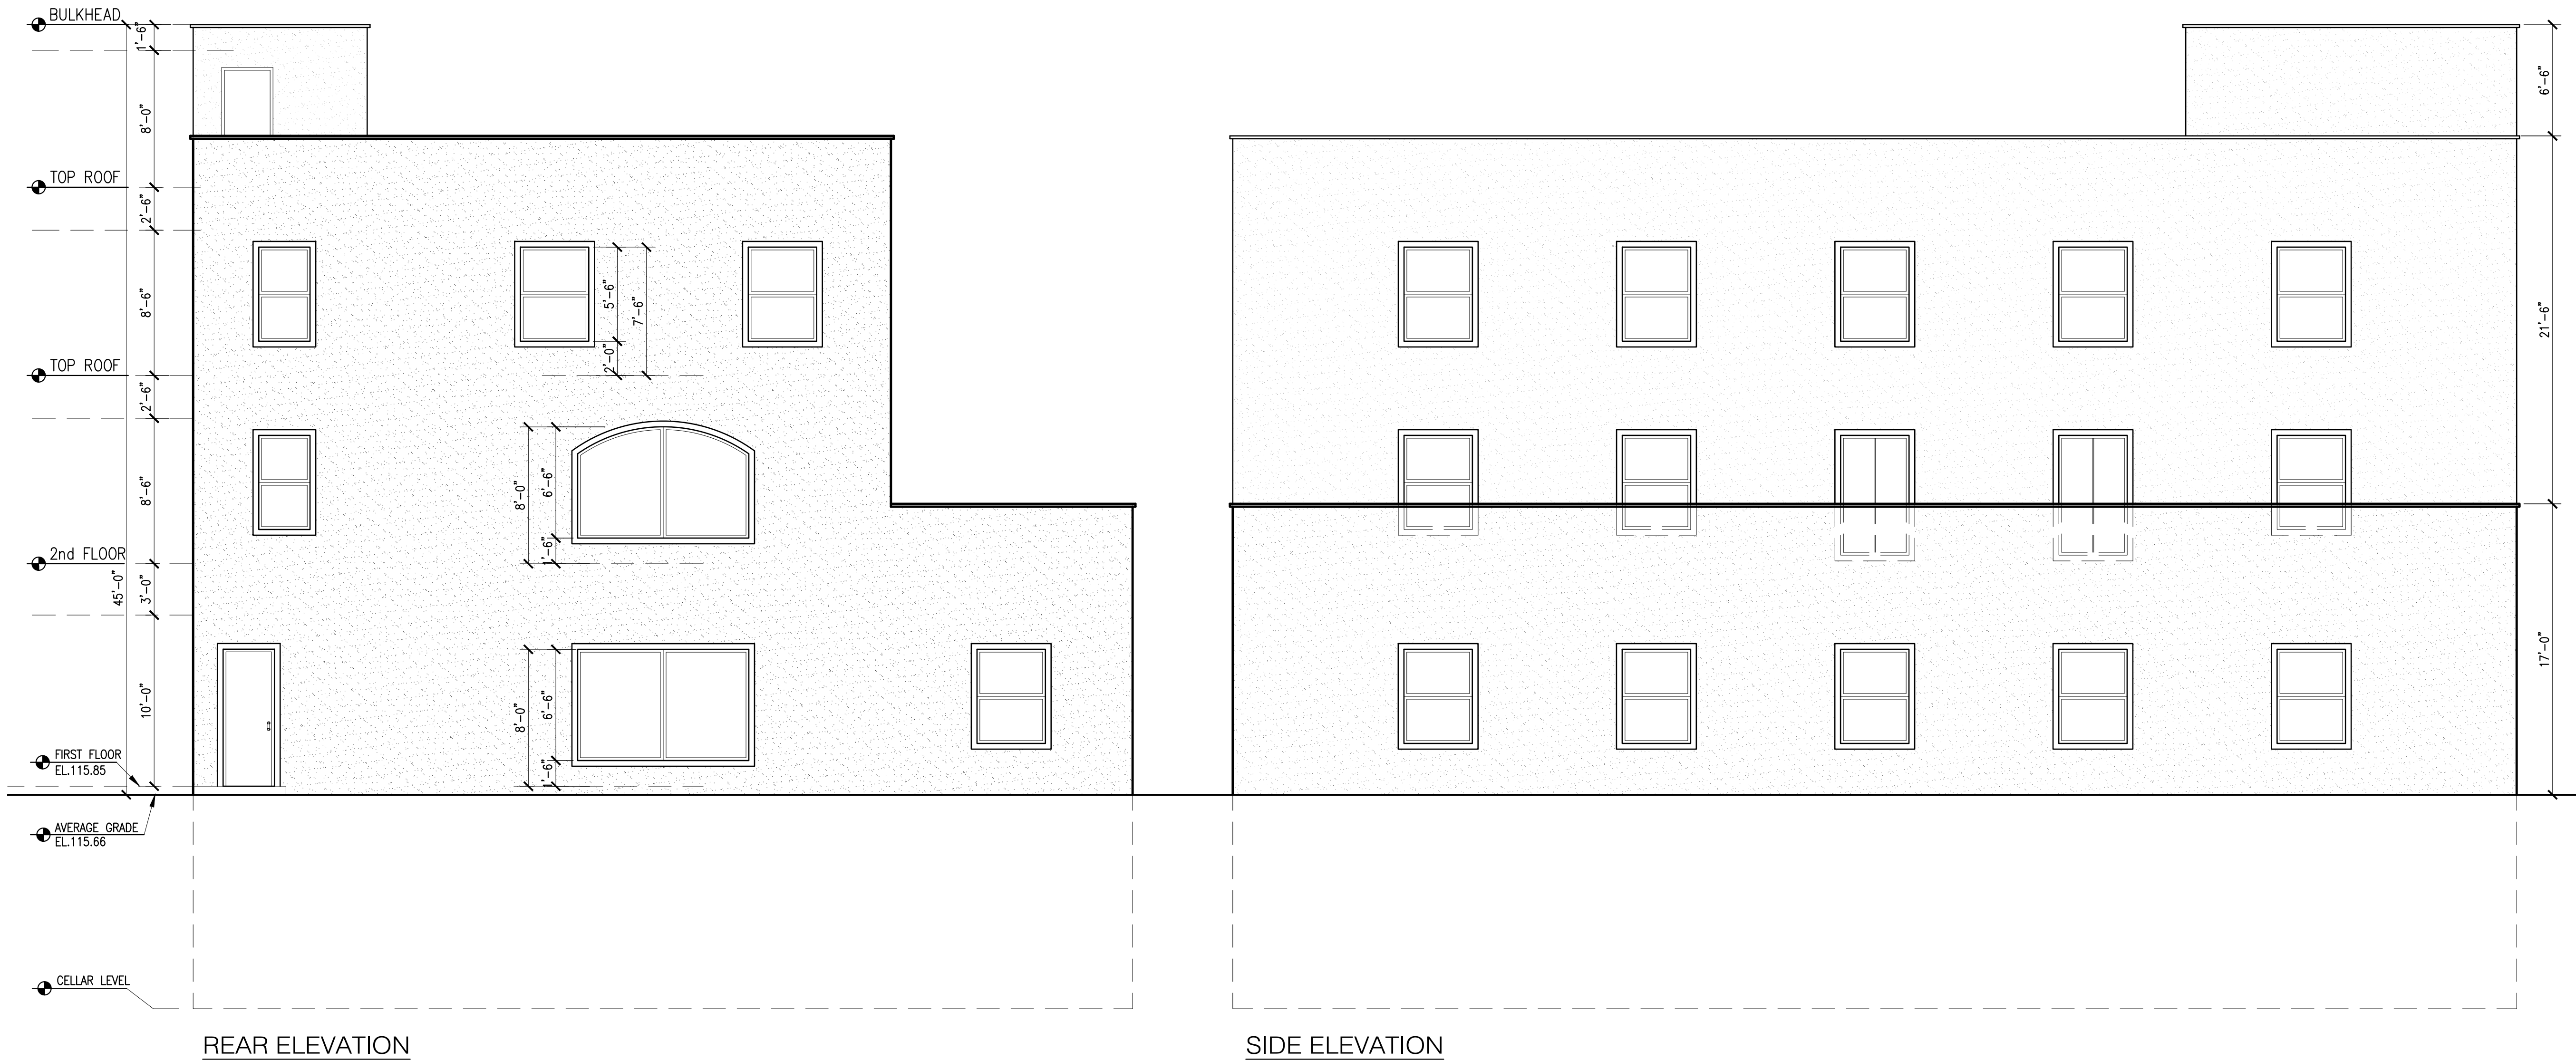 BULKHEAD
1'-6"
8'-0"
TOP ROOF
2'-6"
8'-6"
TOP ROOF
2'-6"
8'-6"
2nd FLOOR
45'-0"
3'-0"
10'-0"
FIRST FLOOR
EL.115.85
AVERAGE GRADE
EL.115.66
CELLAR LEVEL
5'-6"
7'-6"
2'-0"
8'-0"
6'-6"
1'-6"
8'-0"
6'-6"
1'-6"
6'-6"
21'-6"
17'-0"
REAR ELEVATION
SIDE ELEVATION